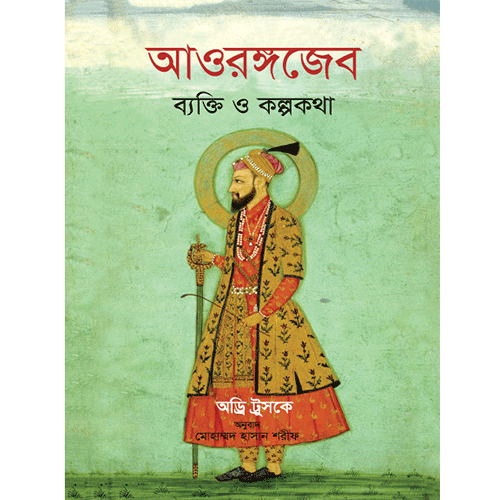 আওরঙ্গজেব
ব্যক্তি ও কল্পকথা
অড্রি ট্রুসকে
অনুবাদ
মোহাম্মদ হাসান শরীফ